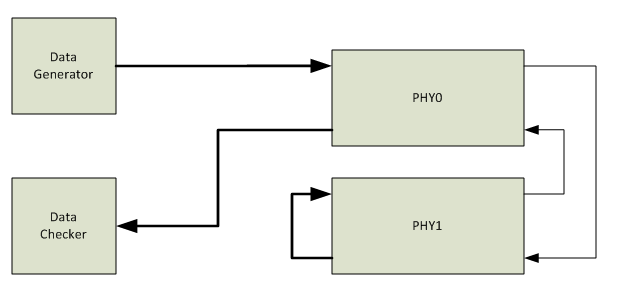 Data
Generator
PHY0
Data
Checker
PHY1